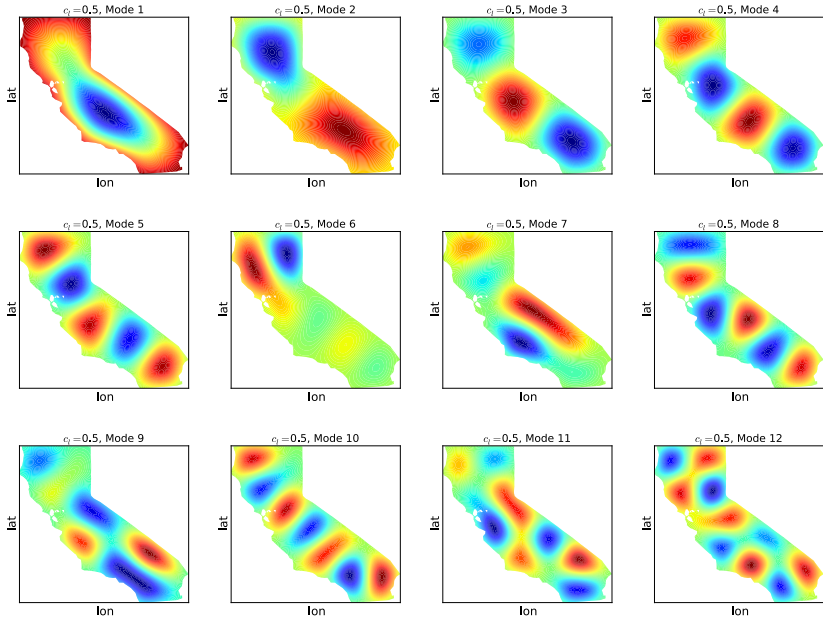 c_l=0.5, Mode 1
c_l=0.5, Mode 2
c_l=0.5, Mode 3
c_l=0.5, Mode 4
lat
lat
lat
lat
lon
lon
lon
lon
c_l=0.5, Mode 5
c_l=0.5, Mode 6
c_l=0.5, Mode 7
c_l=0.5, Mode 8
lat
lat
lat
lat
lon
lon
lon
lon
c_l=0.5, Mode 9
c_l=0.5, Mode 10
c_l=0.5, Mode 11
c_l=0.5, Mode 12
lat
lat
lat
lat
lon
lon
lon
lon